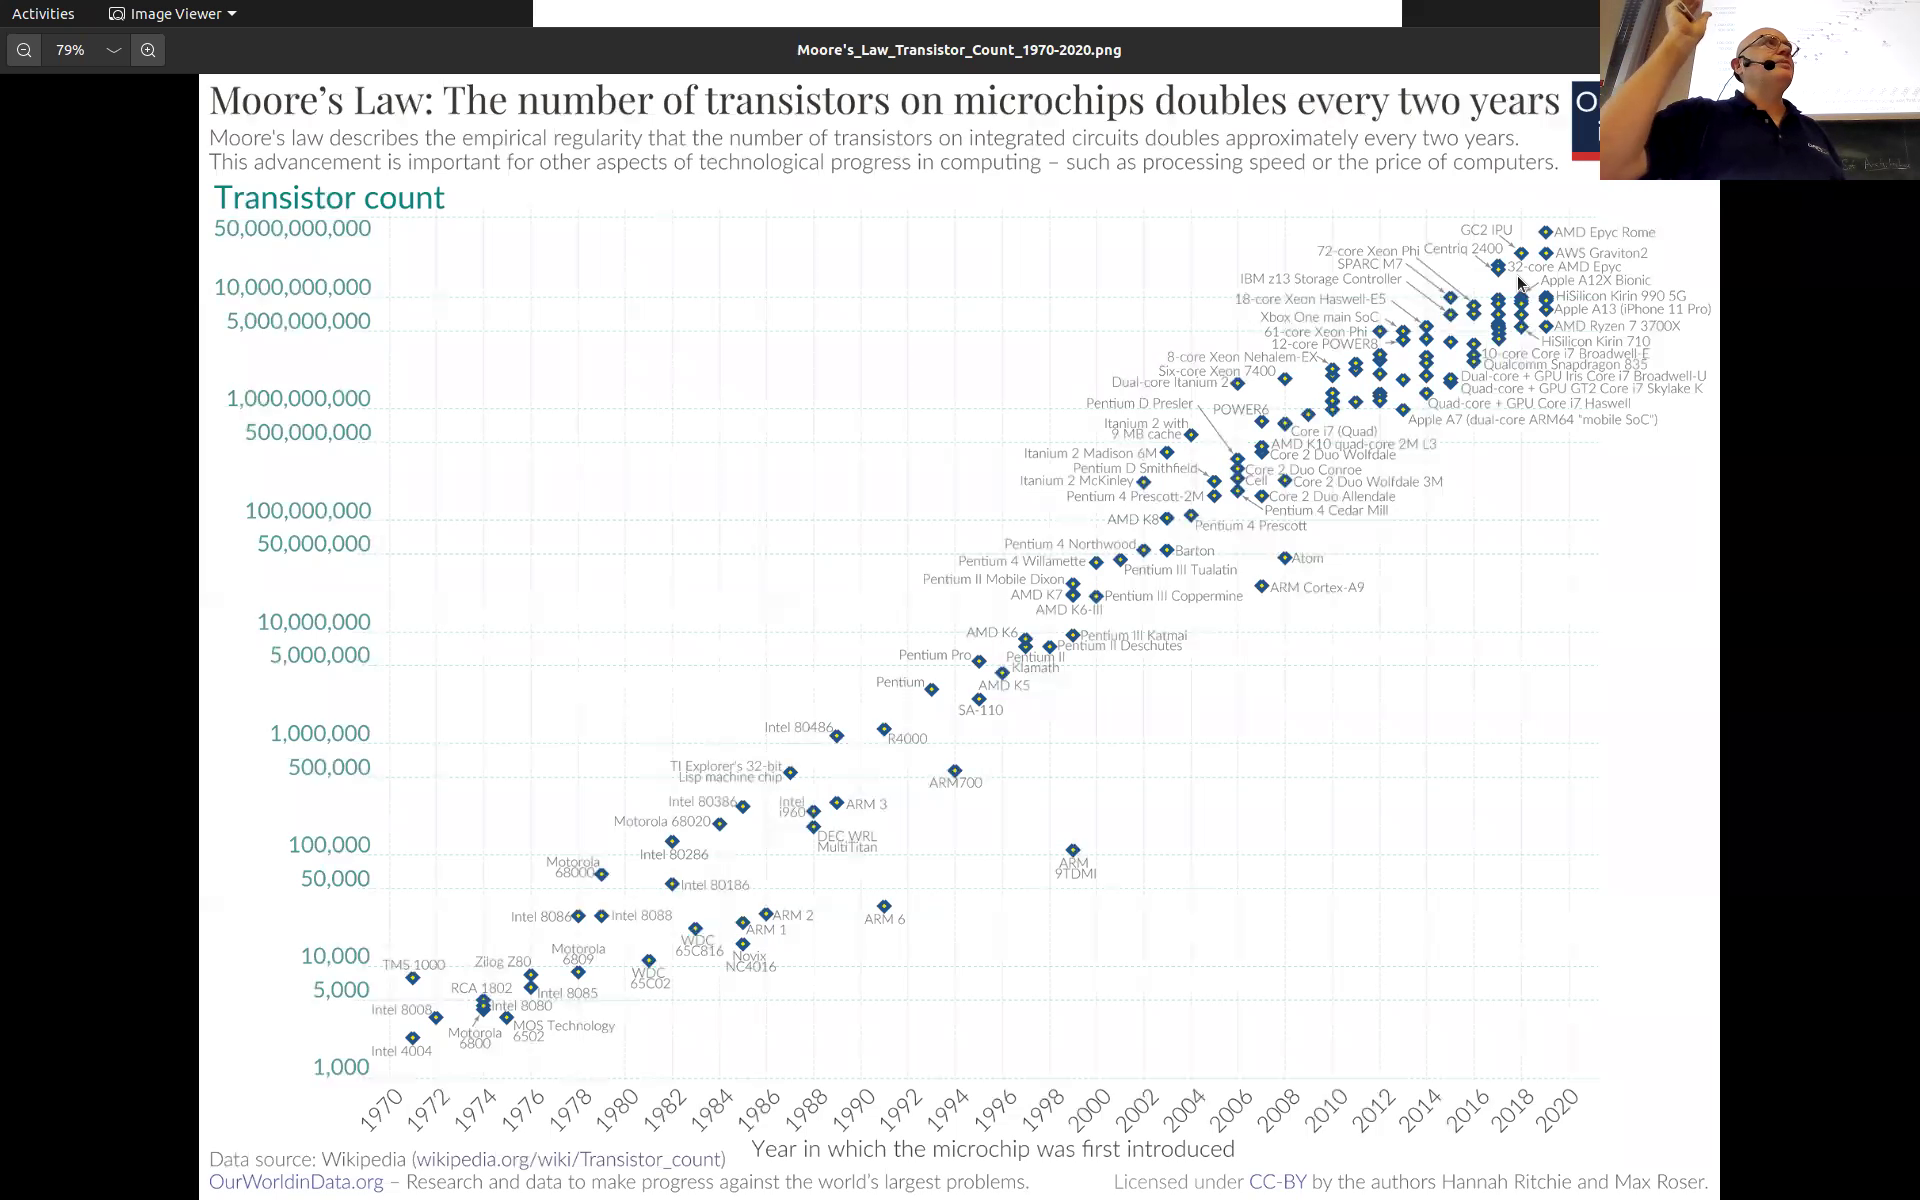 Activities
Image Viewer
79%
Moore's_Law_Transistor_Count_1970-2020.png
Moore's Law: The number of transistors on microchips doubles every two years
Moore's law describes the empirical regularity that the number of transistors on integrated circuits doubles approximately every two years.
This advancement is important for other aspects of technological progress in computing – such as processing speed or the price of computers.
Transistor count
50,000,000,000
10,000,000,000
5,000,000,000
1,000,000,000
500,000,000
100,000,000
50,000,000
10,000,000
5,000,000
1,000,000
500,000
100,000
50,000
10,000
5,000
1,000
GC2 IPU
AMD Epyc Rome
72-core Xeon Phi
Centriq 2400
AWS Graviton2
SPARC M7
32-core AMD Epyc
IBM z13 Storage Controller
Apple A12X Bionic
18-core Xeon Haswell-E5
HiSilicon Kirin 990 5G
Apple A13 (iPhone 11 Pro)
Xbox One main SoC
61-core Xeon Phi
AMD Ryzen 7 3700X
12-core POWER8
HiSilicon Kirin 710
8-core Xeon Nehalem-EX
10-core Core i7 Broadwell-E
Six-core Xeon 7400
Qualcomm Snapdragon 835
Dual-core Itanium 2
Dual-core + GPU Iris Core i7 Broadwell-U
Quad-core + GPU GT2 Core i7 Skylake K
Pentium D Presler
POWER6
Quad-core + GPU Core i7 Haswell
Apple A7 (dual-core ARM64 "mobile SoC")
Itanium 2 with
9 MB cache
Core i7 (Quad)
AMD K10 quad-core 2M L3
Itanium 2 Madison 6M
Core 2 Duo Wolfdale
Pentium D Smithfield
Core 2 Duo Conroe
Itanium 2 McKinley
Cell
Core 2 Duo Wolfdale 3M
Pentium 4 Prescott-2M
Core 2 Duo Allendale
Pentium 4 Cedar Mill
AMD K8
Pentium 4 Prescott
Pentium 4 Northwood
Barton
Atom
Pentium 4 Willamette
Pentium III Tualatin
Pentium II Mobile Dixon
ARM Cortex-A9
AMD K7
Pentium III Coppermine
AMD K6-III
AMD K6
Pentium III Katmai
Pentium II Deschutes
Pentium Pro
Pentium II
Klamath
Pentium
AMD K5
SA-110
Intel 80486
R4000
TI Explorer's 32-bit
Lisp machine chip
ARM700
Intel 80386
Intel
i960
ARM 3
Motorola 68020
DEC WRL
MultiTitan
Intel 80286
Motorola
68000
ARM
9TDMI
Intel 80186
Intel 8086
Intel 8088
ARM 2
ARM 6
ARM 1
WDC
65C816
Novix
NC4016
Motorola
6809
TMS 1000
Zilog Z80
WDC
65C02
RCA 1802
Intel 8085
Intel 8080
Intel 8008
MOS Technology
6502
Motorola
6800
Intel 4004
1970
1972
1974
1976
1978
1980
1982
1984
1986
1988
1990
1992
1994
1996
1998
2000
2002
2004
2006
2008
2010
2012
2014
2016
2018
2020
Year in which the microchip was first introduced
Data source: Wikipedia (wikipedia.org/wiki/Transistor_count)
OurWorldinData.org – Research and data to make progress against the world's largest problems.
Licensed under CC-BY by the authors Hannah Ritchie and Max Roser.